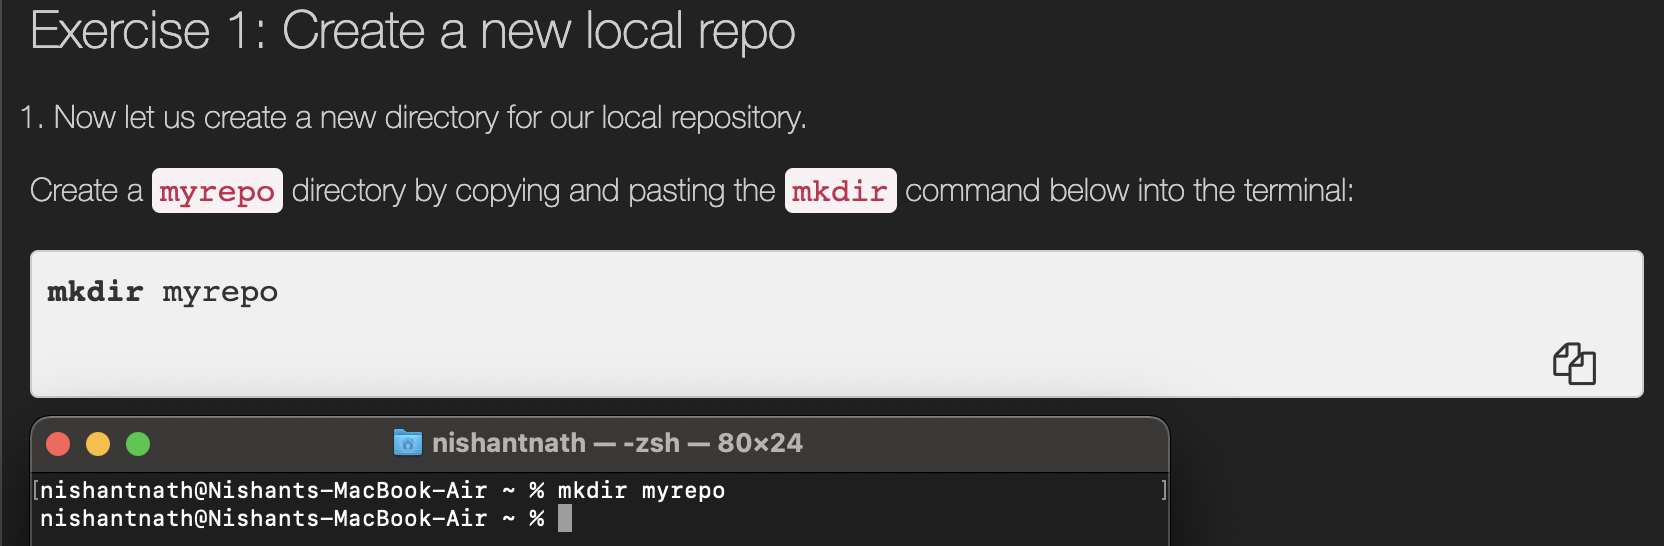 Exercise 1: Create a new local repo
1. Now let us create a new directory for our local repository.
Create a myrepo directory by copying and pasting the mkdir command below into the terminal:
mkdir myrepo
nishantnath — -zsh — 80×24
[nishantnath@Nishants-MacBook-Air ~ % mkdir myrepo ]
nishantnath@Nishants-MacBook-Air ~ %